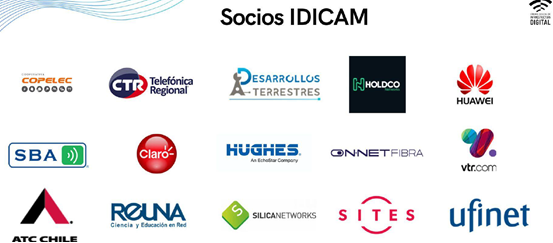 Socios IDICAM
DIGITAL
COPELEC
CTR Telefónica
Regional
DESARROLLOS
TERRESTRES
HOLDCO
HUAWEI
SBA
Claro
HUGHES.
An EchoStar Company
ONNETFIBRA
vtr.com
ATC CHILE
REUNA
Ciencia y Educación en Red
S SILICANETWORKS
SITES
ufinet